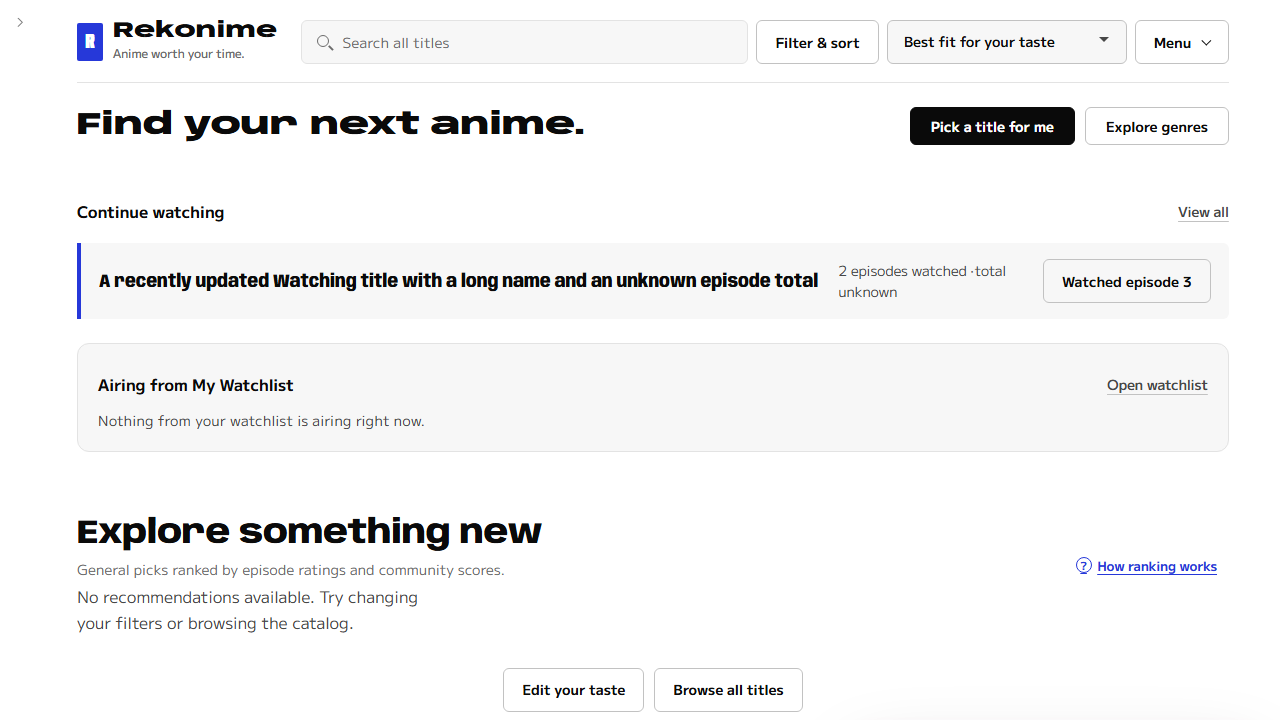 R
Rekonime
Anime worth your time.
Search all titles
Filter & sort
Best fit for your taste
Menu
Find your next anime.
Pick a title for me
Explore genres
Continue watching
View all
A recently updated Watching title with a long name and an unknown episode total
2 episodes watched · total
unknown
Watched episode 3
Airing from My Watchlist
Open watchlist
Nothing from your watchlist is airing right now.
Explore something new
General picks ranked by episode ratings and community scores.
? How ranking works
No recommendations available. Try changing
your filters or browsing the catalog.
Edit your taste
Browse all titles